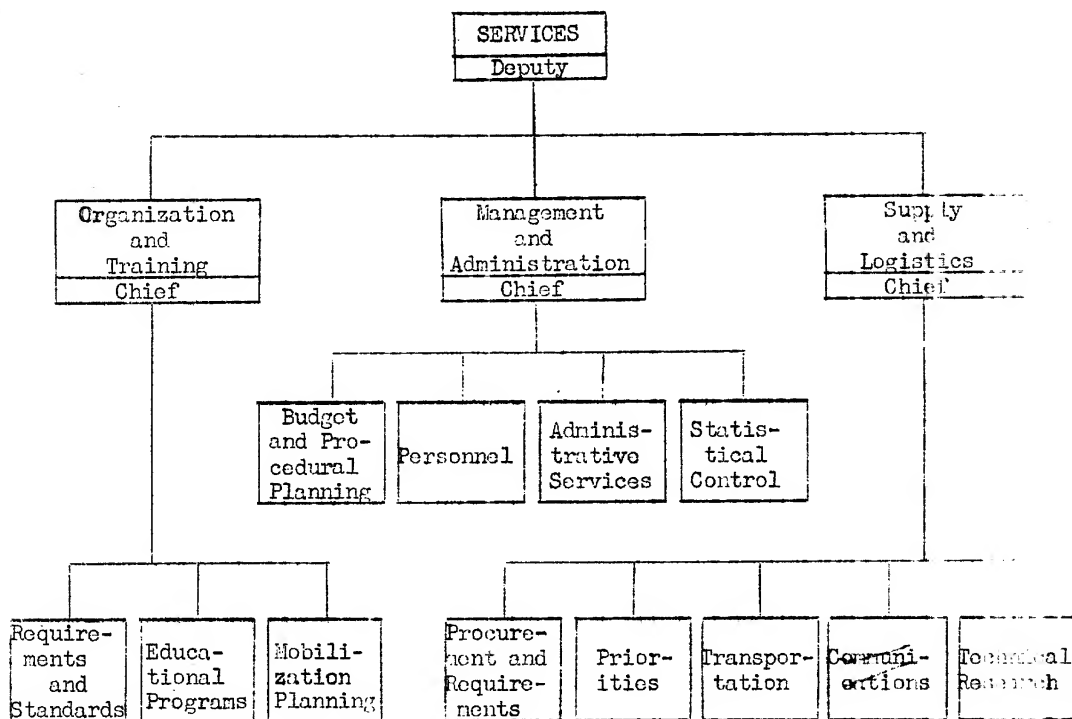 SERVICES
Deputy
Organization
and
Training
Chief
Management
and
Administration
Chief
Supply
and
Logistics
Chief
Budget
and Pro-
cedural
Planning
Personnel
Adminis-
trative
Services
Statis-
tical
Control
Require-
ments
and
Standards
Educa-
tional
Programs
Mobili-
zation
Planning
Procure-
ment and
Require-
ments
Prior-
ities
Transpor-
tation
Communi-
cations
Technical
Research